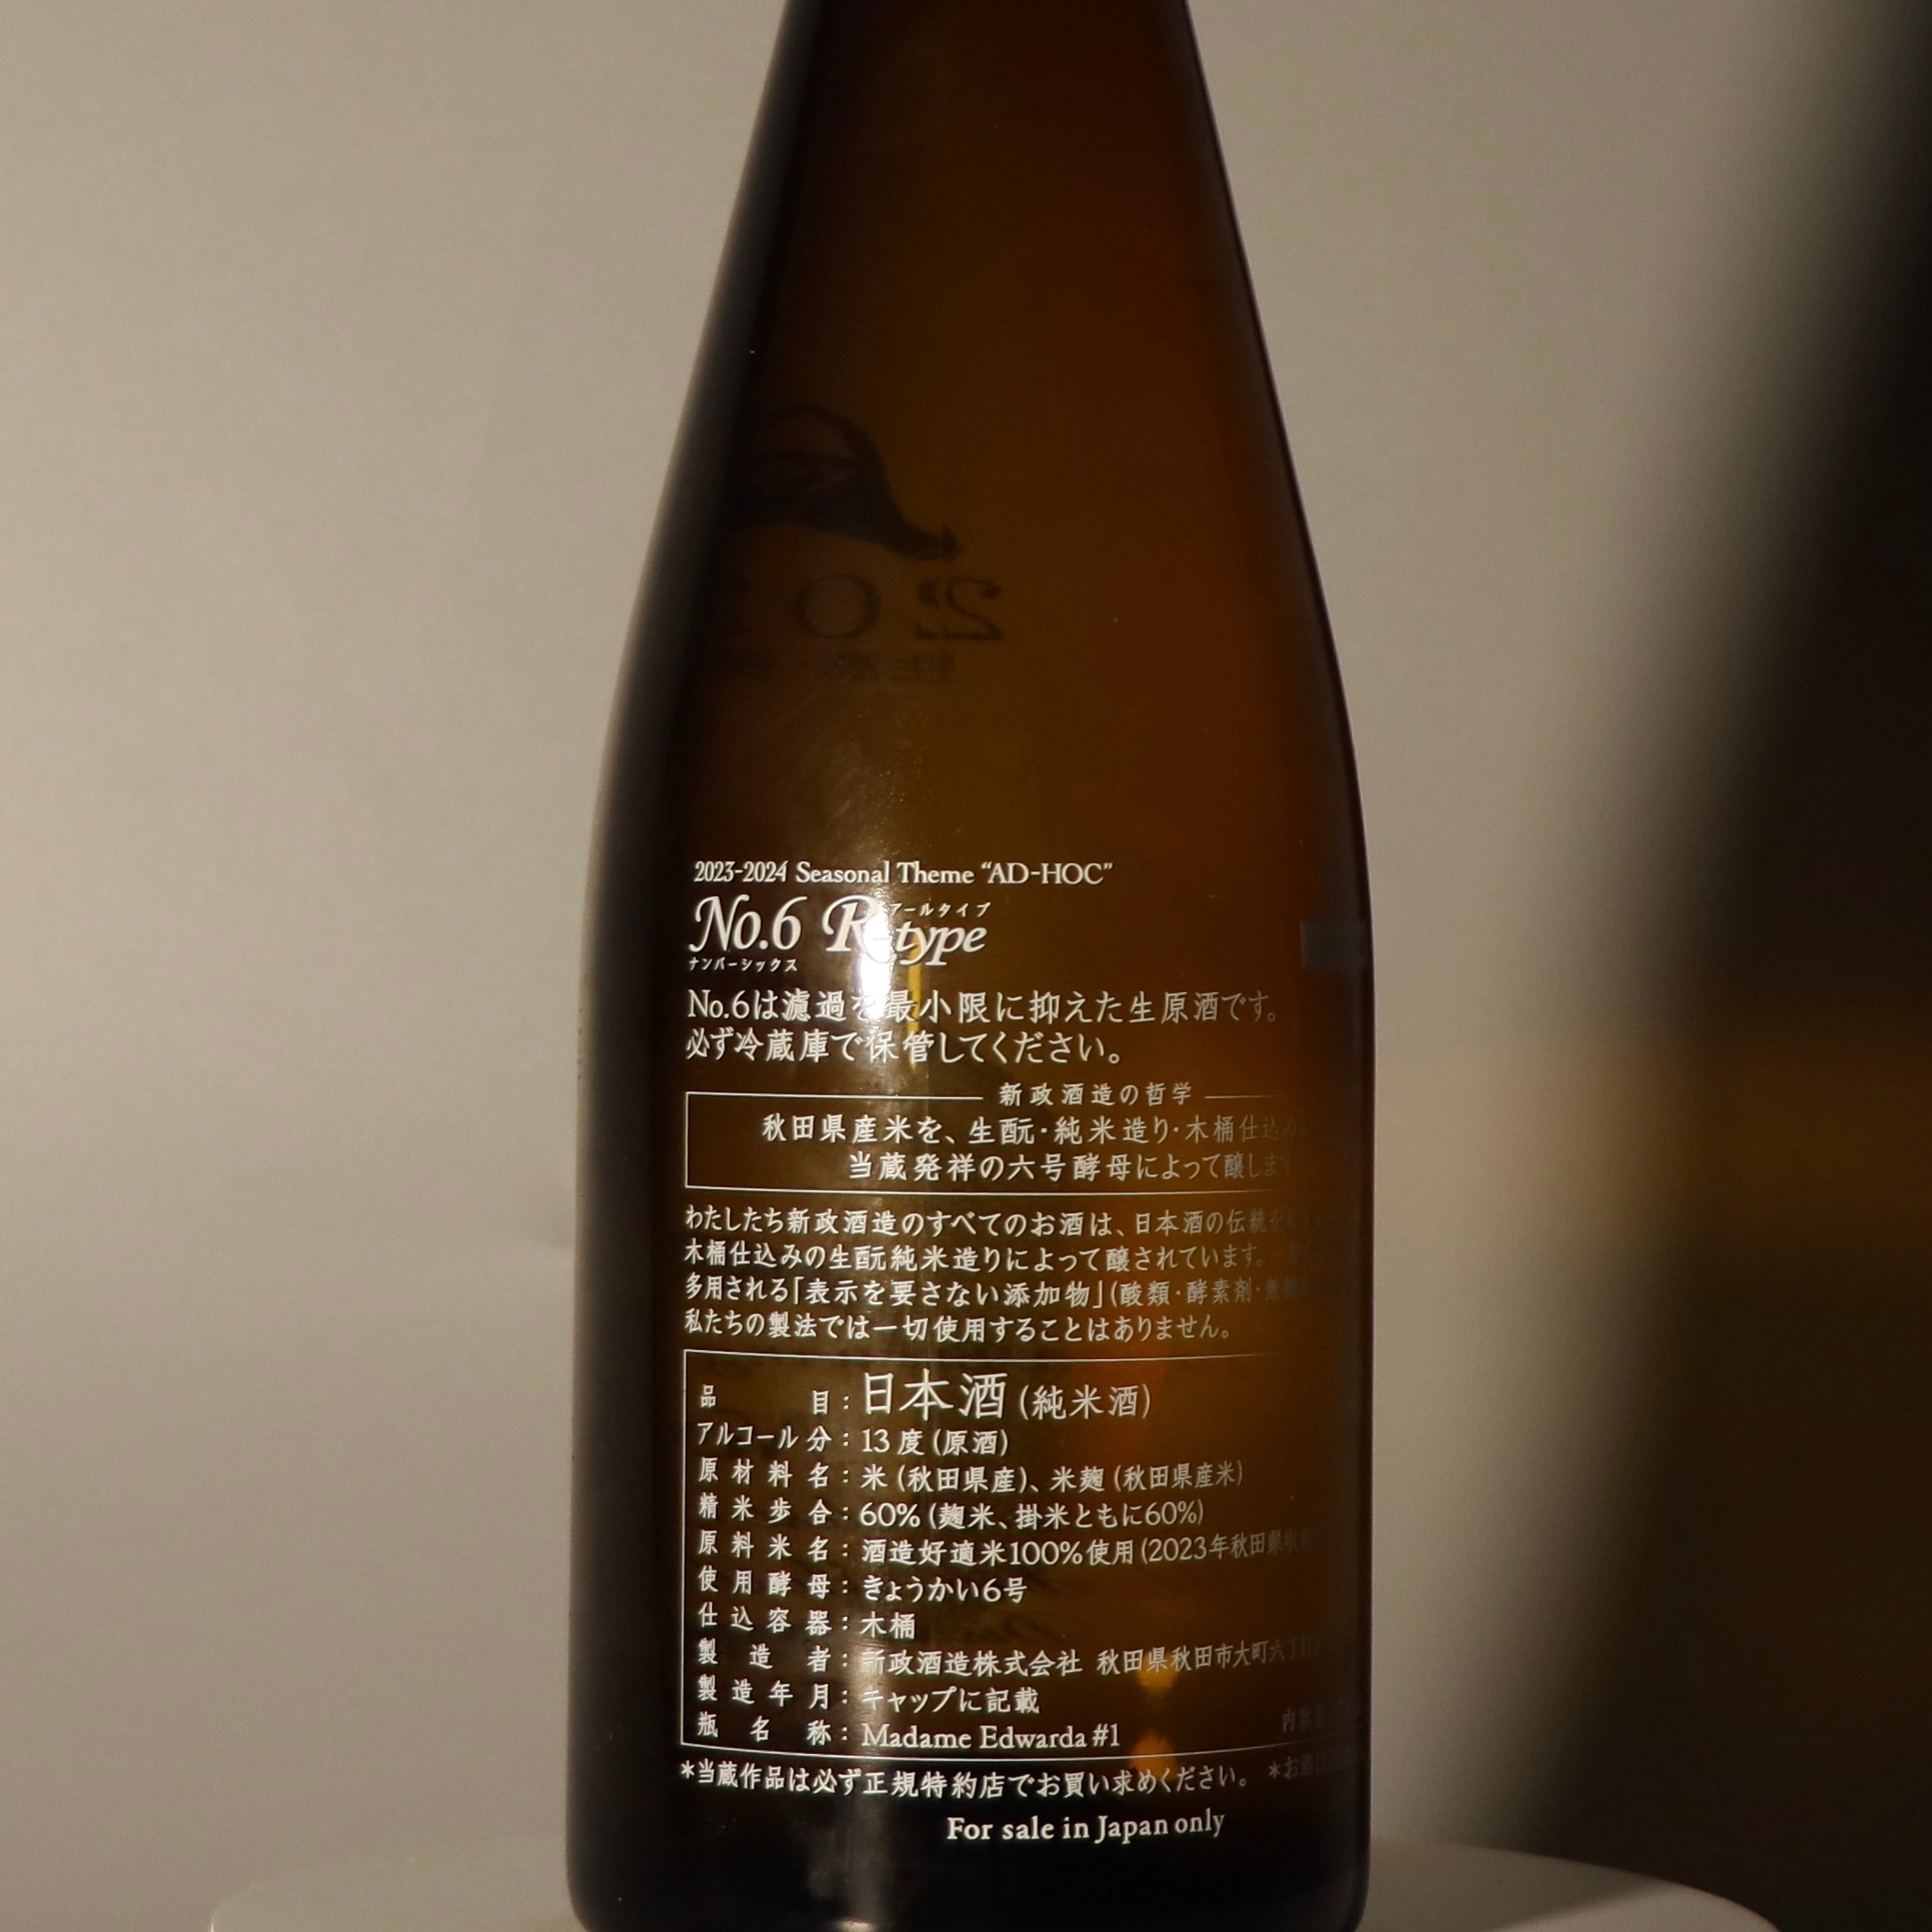 2023-2024 Seasonal Theme “AD-HOC”
No.6 R-type
ナンバーシックス アールタイプ
No.6は濾過を最小限に抑えた生原酒です。
必ず冷蔵庫で保管してください。
新政酒造の哲学
秋田県産米を、生酛・純米造り・木桶仕込み
当蔵発祥の六号酵母によって醸します
わたしたち新政酒造のすべてのお酒は、日本酒の伝統を
木桶仕込みの生酛純米造りによって醸されています。
多用される「表示を要さない添加物」(酸類・酵素剤・無機
私たちの製法では一切使用することはありません。
品目：日本酒(純米酒)
アルコール分：13度(原酒)
原材料名：米(秋田県産)、米麹(秋田県産米)
精米歩合：60%(麹米、掛米ともに60%)
原料米名：酒造好適米100%使用(2023年秋田県収
使用酵母：きょうかい6号
仕込容器：木桶
製造者：新政酒造株式会社 秋田県秋田市大町六丁目
製造年月：キャップに記載
瓶名称：Madame Edwarda #1
内容
*当蔵作品は必ず正規特約店でお買い求めください。 *お酒は
For sale in Japan only